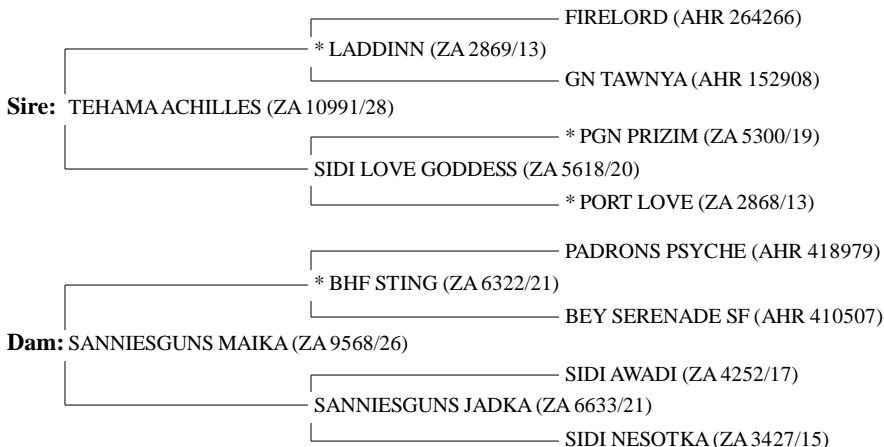 FIRELORD (AHR 264266)
* LADDINN (ZA 2869/13)
GN TAWNYA (AHR 152908)
Sire: TEHAMA ACHILLES (ZA 10991/28)
* PGN PRIZIM (ZA 5300/19)
SIDI LOVE GODDESS (ZA 5618/20)
* PORT LOVE (ZA 2868/13)
PADRONS PSYCHE (AHR 418979)
* BHF STING (ZA 6322/21)
BEY SERENADE SF (AHR 410507)
Dam: SANNIESGUNS MAIKA (ZA 9568/26)
SIDI AWADI (ZA 4252/17)
SANNIESGUNS JADKA (ZA 6633/21)
SIDI NESOTKA (ZA 3427/15)